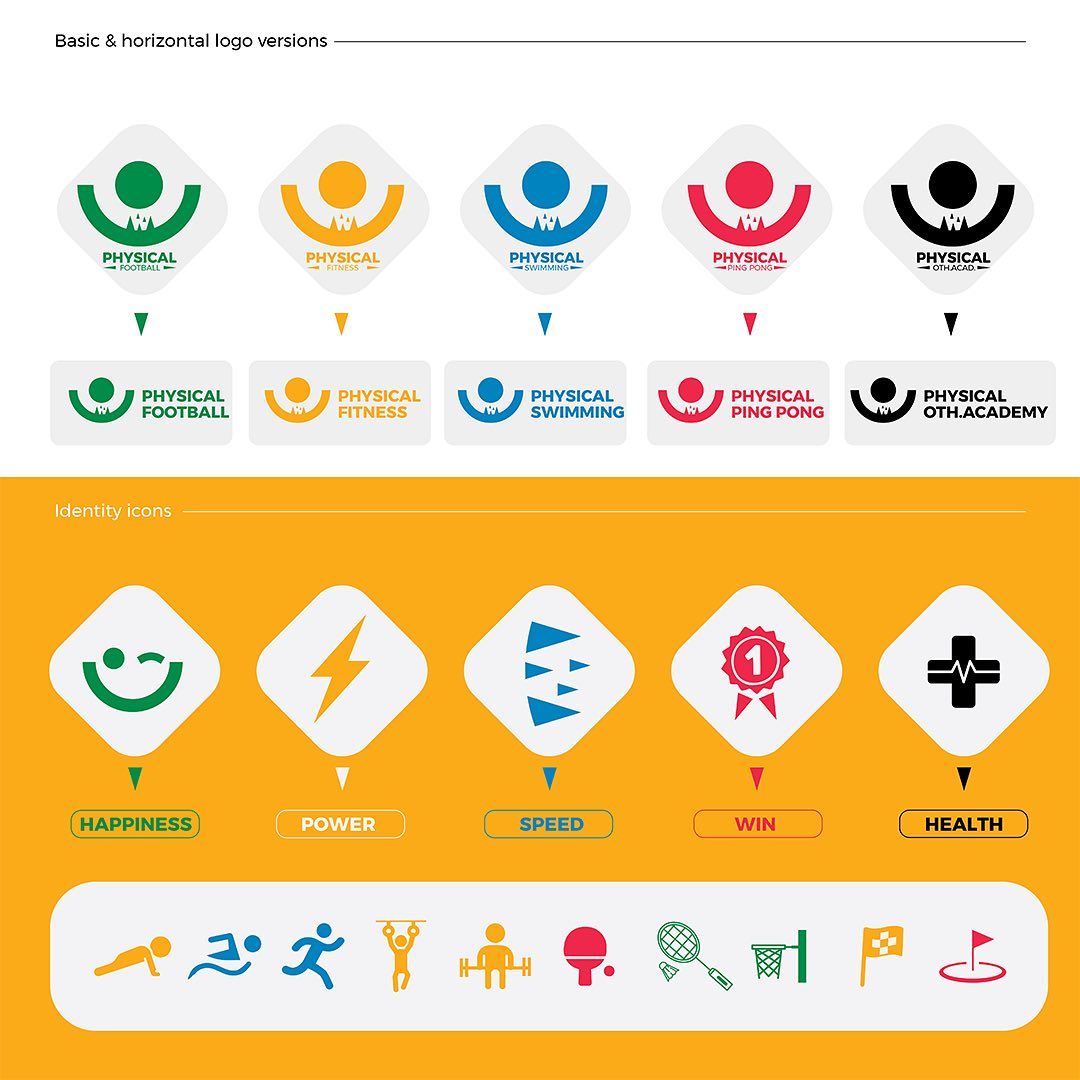 Basic & horizontal logo versions
PHYSICAL
FOOTBALL
PHYSICAL
FITNESS
PHYSICAL
SWIMMING
PHYSICAL
PING PONG
PHYSICAL
OTH.ACAD.
PHYSICAL
FOOTBALL
PHYSICAL
FITNESS
PHYSICAL
SWIMMING
PHYSICAL
PING PONG
PHYSICAL
OTH.ACADEMY
Identity icons
1
HAPPINESS
POWER
SPEED
WIN
HEALTH